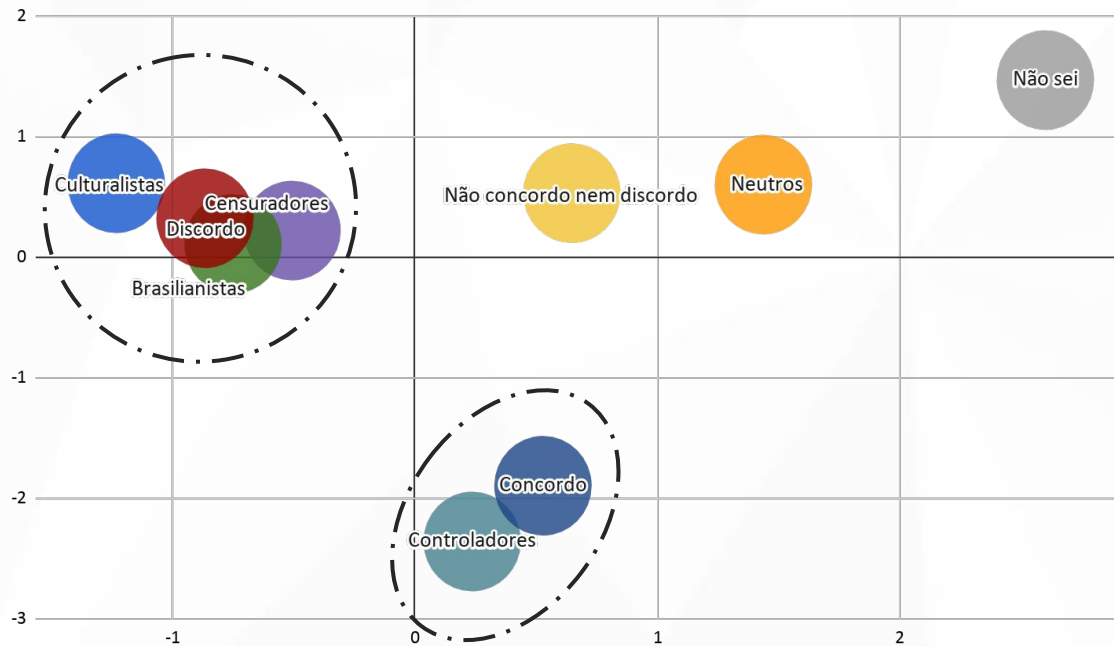 2
Não sei
1
Culturalistas
Neutros
Não concordo nem discordo
Censuradores
Discordo
0
Brasilianistas
-1
Concordo
-2
Controladores
-3
-1 0 1 2